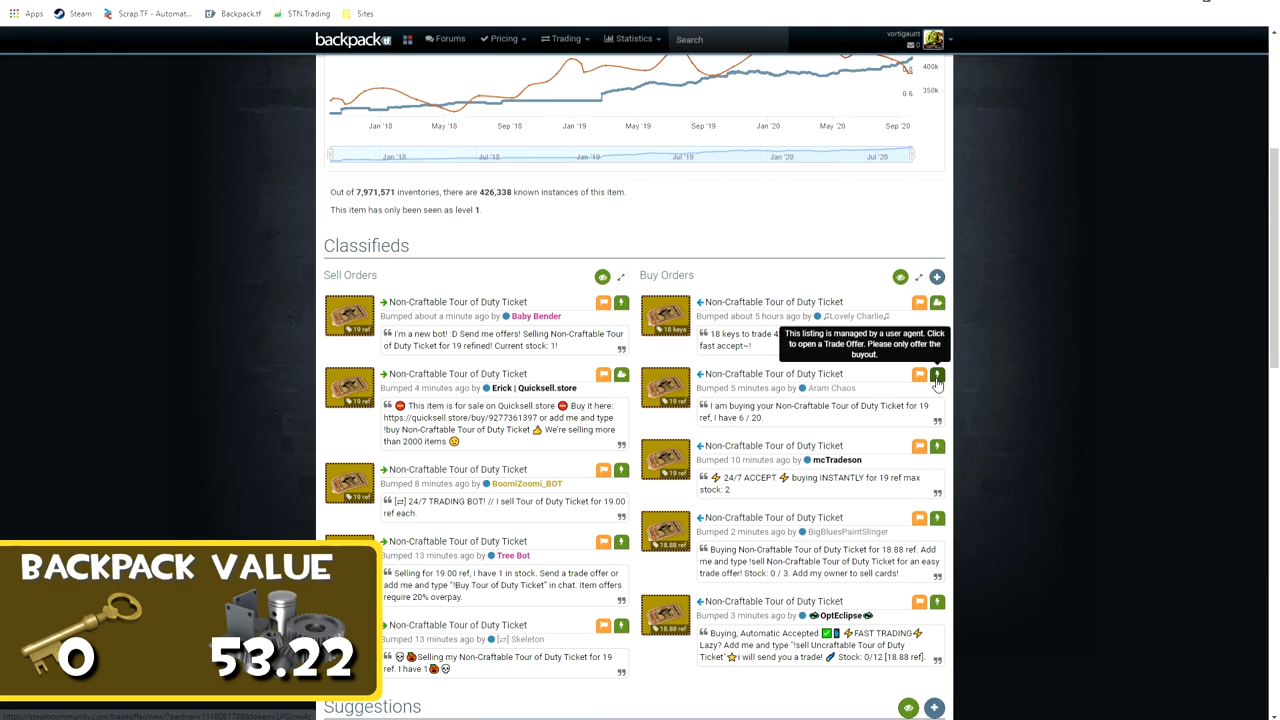 Apps Steam Scrap.TF - Automat... Backpack.tf STN.Trading Sites
backpack.tf Forums Pricing Trading Statistics Search vortigaunt 0
400k
350k
0.8
0.6
Jan '18 May '18 Sep '18 Jan '19 May '19 Sep '19 Jan '20 May '20 Sep '20
Jan '18 Jul '18 Jan '19 Jul '19 Jan '20 Jul '20
Out of 7,971,571 inventories, there are 426,338 known instances of this item.
This item has only been seen as level 1.
Classifieds
Sell Orders
Non-Craftable Tour of Duty Ticket
Bumped about a minute ago by Baby Bender
19 ref
I'm a new bot! :D Send me offers! Selling Non-Craftable Tour
of Duty Ticket for 19 refined! Current stock: 1!
Non-Craftable Tour of Duty Ticket
Bumped 4 minutes ago by Erick | Quicksell.store
19 ref
⛔ This item is for sale on Quicksell.store ⛔ Buy it here:
https://quicksell.store/buy/9277361397 or add me and type
!buy Non-Craftable Tour of Duty Ticket 👍 We're selling more
than 2000 items 🙂
Non-Craftable Tour of Duty Ticket
Bumped 8 minutes ago by BoomiZoomi_BOT
19 ref
[⇄] 24/7 TRADING BOT! // I sell Tour of Duty Ticket for 19.00
ref each.
Non-Craftable Tour of Duty Ticket
Bumped 13 minutes ago by Tree Bot
Selling for 19.00 ref, I have 1 in stock. Send a trade offer or
add me and type "!Buy Tour of Duty Ticket" in chat. Item offers
require 20% overpay.
Non-Craftable Tour of Duty Ticket
Bumped 13 minutes ago by [⇄] Skeleton
💀🎃Selling my Non-Craftable Tour of Duty Ticket for 19
ref. I have 1🎃💀
Buy Orders
Non-Craftable Tour of Duty Ticket
Bumped about 5 hours ago by ♫Lovely Charlie♫
18 keys
18 keys to trade 4
fast accept~!
This listing is managed by a user agent. Click
to open a Trade Offer. Please only offer the
buyout.
Non-Craftable Tour of Duty Ticket
Bumped 5 minutes ago by Aram Chaos
19 ref
I am buying your Non-Craftable Tour of Duty Ticket for 19
ref, I have 6 / 20.
Non-Craftable Tour of Duty Ticket
Bumped 10 minutes ago by mcTradeson
19 ref
⚡ 24/7 ACCEPT ⚡ buying INSTANTLY for 19 ref max
stock: 2
Non-Craftable Tour of Duty Ticket
Bumped 2 minutes ago by BigBluesPaintSlinger
18.88 ref
Buying Non-Craftable Tour of Duty Ticket for 18.88 ref. Add
me and type !sell Non-Craftable Tour of Duty Ticket for an easy
trade offer! Stock: 0 / 3. Add my owner to sell cards!
Non-Craftable Tour of Duty Ticket
Bumped 3 minutes ago by OptEclipse
18.88 ref
Buying, Automatic Accepted ✅📱 ⚡FAST TRADING⚡
Lazy? Add me and type "!sell Uncraftable Tour of Duty
Ticket"⭐i will send you a trade! Stock: 0/12 [18.88 ref].
Suggestions
BACKPACK VALUE
0 53.22